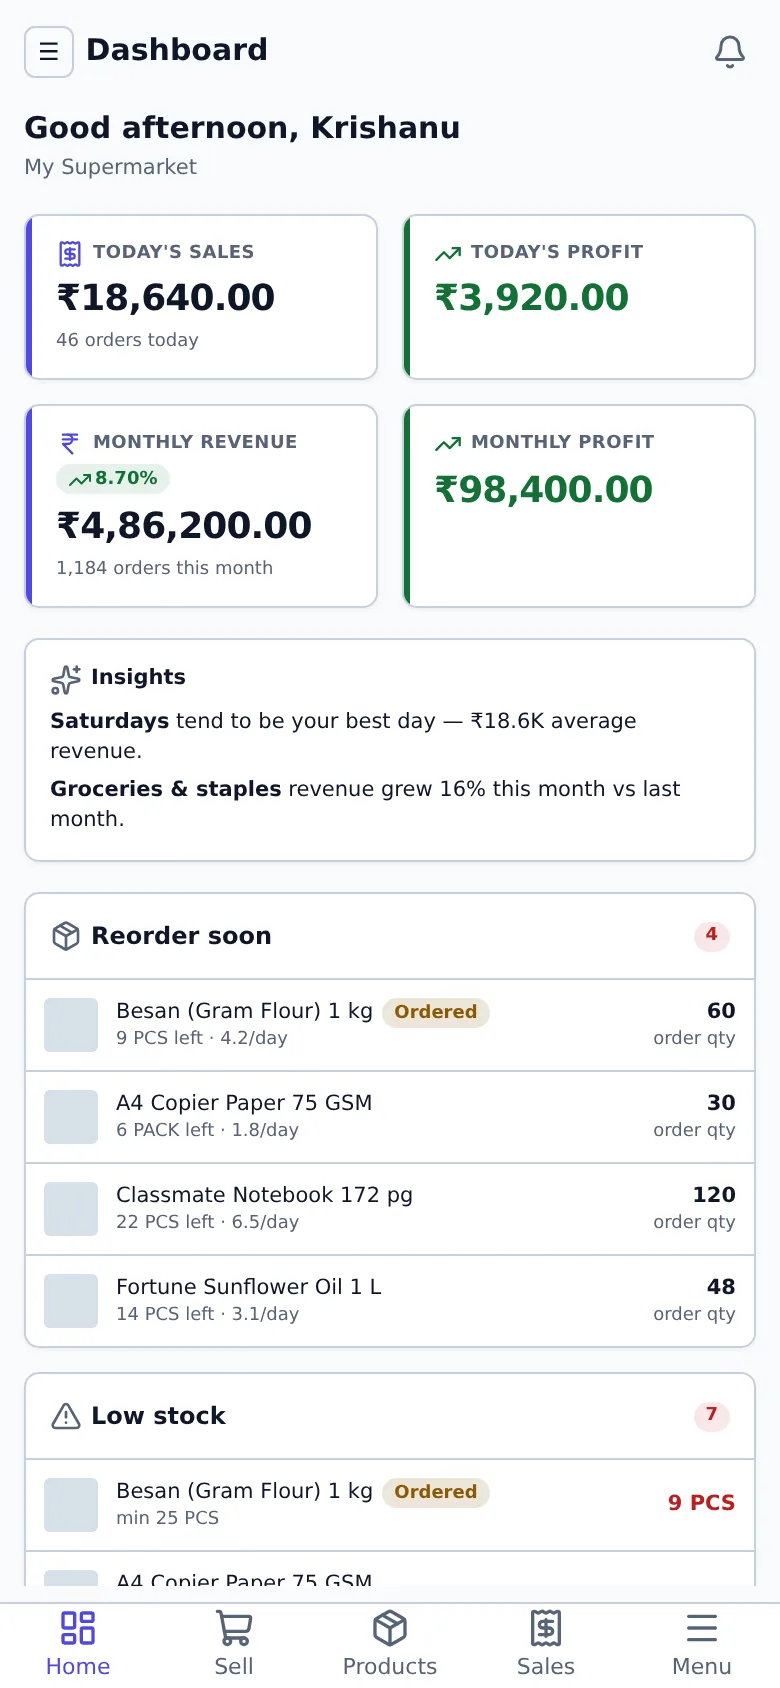 Dashboard
Good afternoon, Krishanu
My Supermarket
TODAY'S SALES
₹18,640.00
46 orders today
TODAY'S PROFIT
₹3,920.00
MONTHLY REVENUE
8.70%
₹4,86,200.00
1,184 orders this month
MONTHLY PROFIT
₹98,400.00
Insights
Saturdays tend to be your best day — ₹18.6K average
revenue.
Groceries & staples revenue grew 16% this month vs last
month.
Reorder soon 4
Besan (Gram Flour) 1 kg Ordered 60
9 PCS left · 4.2/day order qty
A4 Copier Paper 75 GSM 30
6 PACK left · 1.8/day order qty
Classmate Notebook 172 pg 120
22 PCS left · 6.5/day order qty
Fortune Sunflower Oil 1 L 48
14 PCS left · 3.1/day order qty
Low stock 7
Besan (Gram Flour) 1 kg Ordered 9 PCS
min 25 PCS
A4 Copier Paper 75 GSM
Home Sell Products Sales Menu